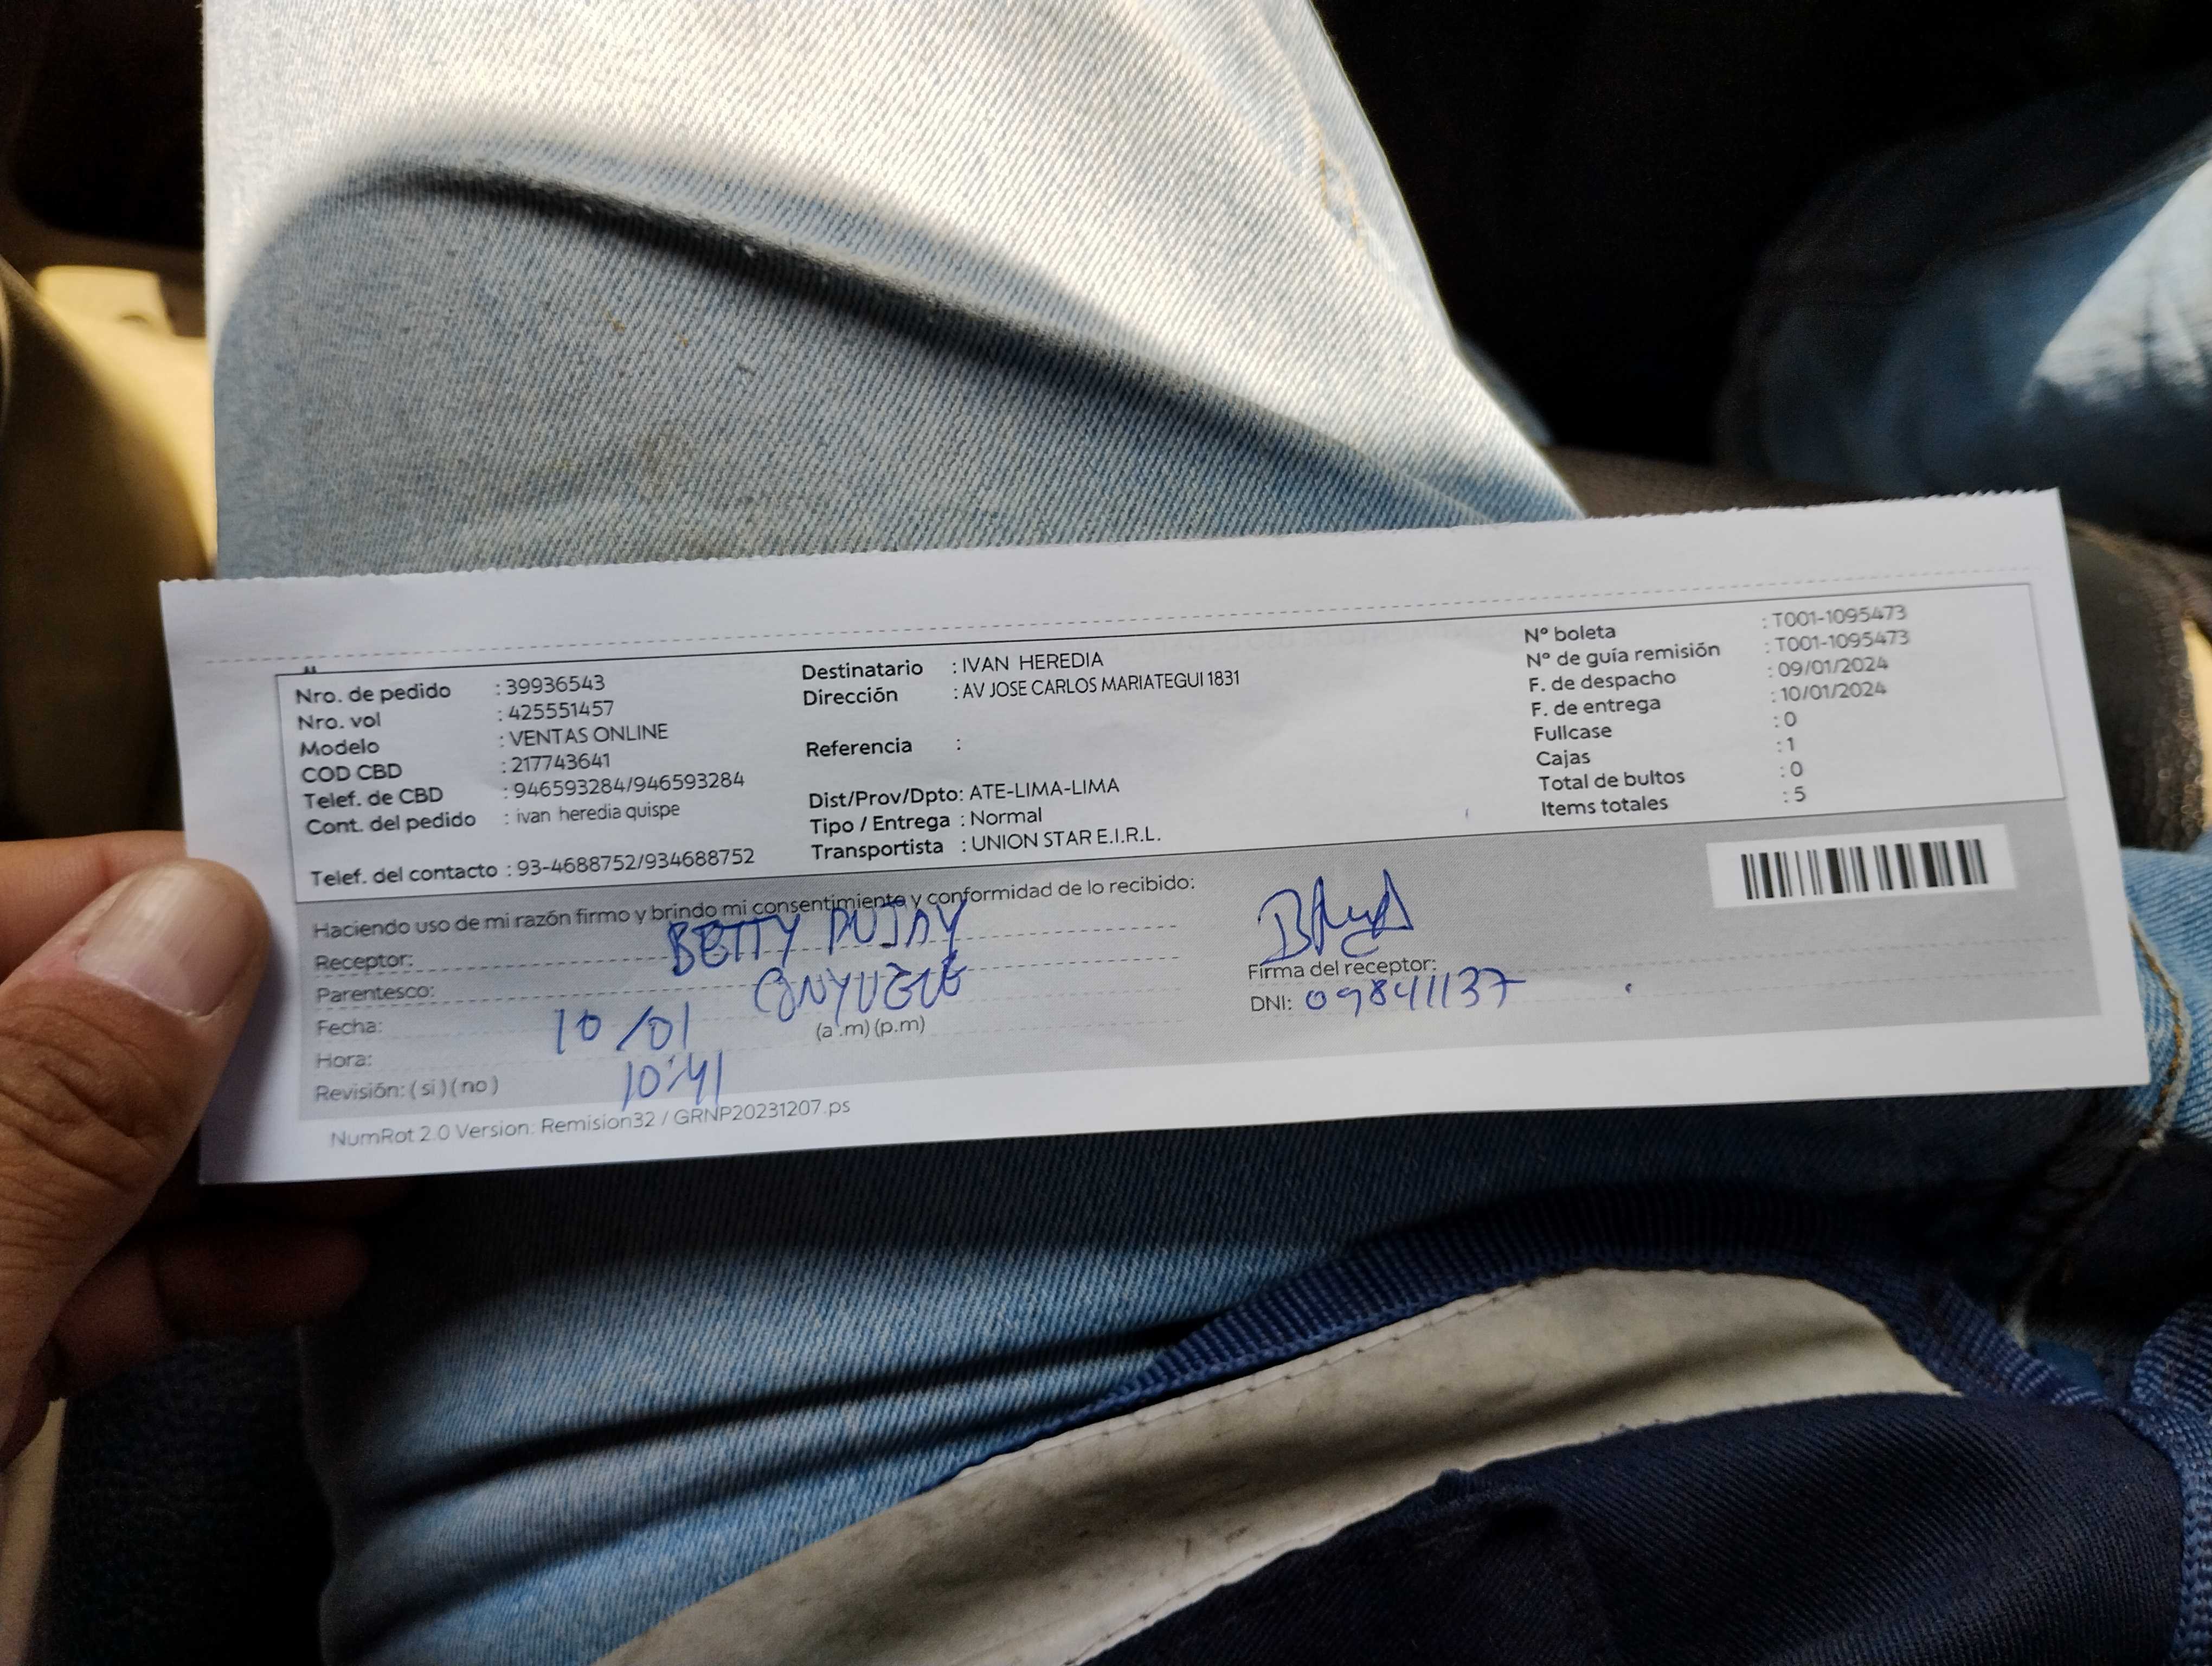 Nro. de pedido : 39936543
Nro. vol : 425551457
Modelo : VENTAS ONLINE
COD CBD : 217743641
Telef. de CBD : 946593284/946593284
Cont. del pedido : ivan heredia quispe
Telef. del contacto : 93-4688752/934688752
Destinatario : IVAN HEREDIA
Dirección : AV JOSE CARLOS MARIATEGUI 1831
Referencia :
Dist/Prov/Dpto: ATE-LIMA-LIMA
Tipo / Entrega : Normal
Transportista : UNION STAR E.I.R.L.
N° boleta : T001-1095473
N° de guía remisión : T001-1095473
F. de despacho : 09/01/2024
F. de entrega : 10/01/2024
Fullcase : 0
Cajas : 1
Total de bultos : 0
Items totales : 5
Haciendo uso de mi razón firmo y brindo mi consentimiento y conformidad de lo recibido:
Receptor: BETTY
Parentesco:
Fecha: 10/01 (a.m) (p.m)
Hora: 10:41
Revisión: (si) (no)
Firma del receptor:
DNI: 09841137
NumRot 2.0 Version: Remision32 / GRNP20231207.ps